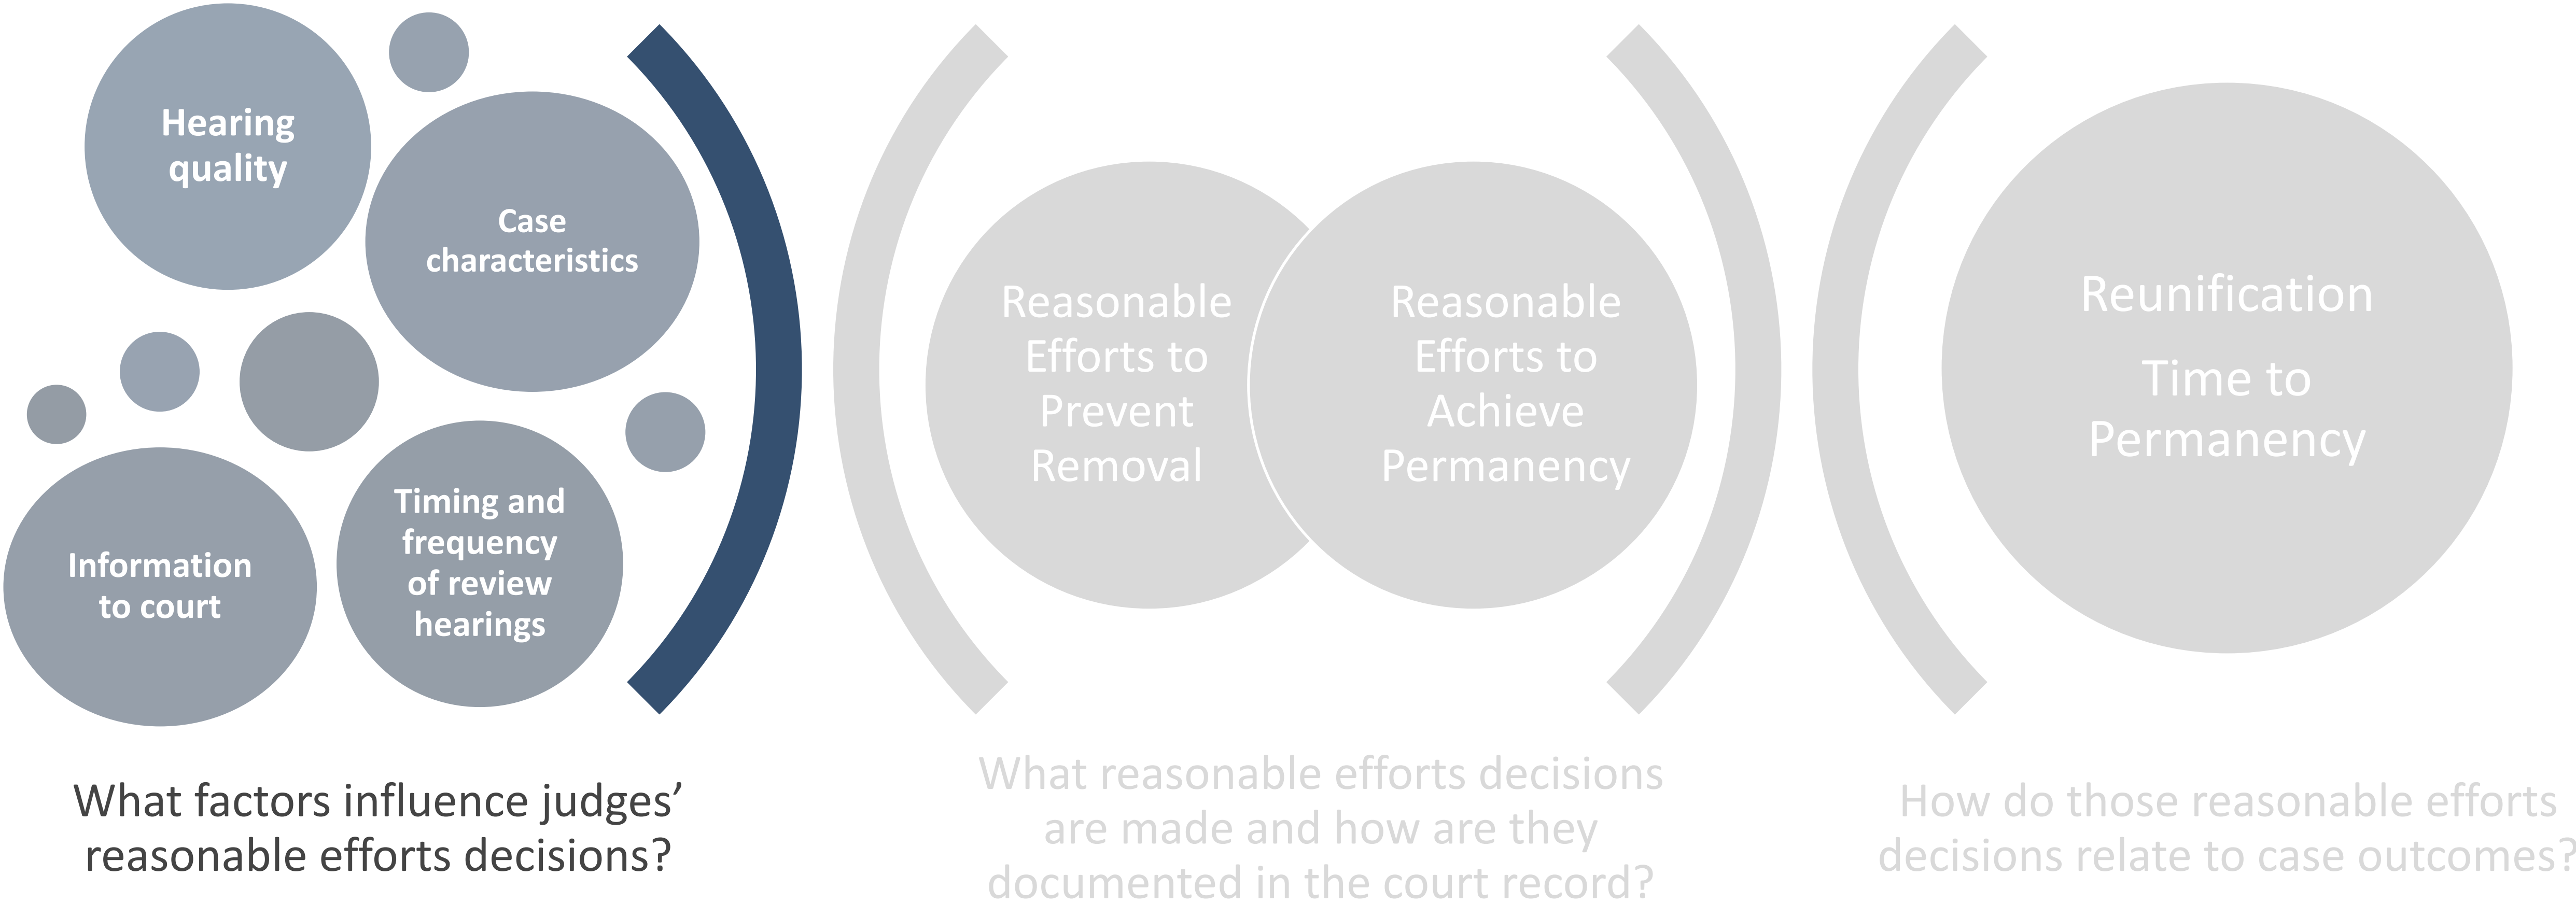 Hearing
quality
Case
characteristics
Information
to court
Timing and
frequency
of review
hearings
What factors influence judges’
reasonable efforts decisions?
Reasonable
Efforts to
Prevent
Removal
Reasonable
Efforts to
Achieve
Permanency
What reasonable efforts decisions
are made and how are they
documented in the court record?
Reunification
Time to
Permanency
How do those reasonable efforts
decisions relate to case outcomes?